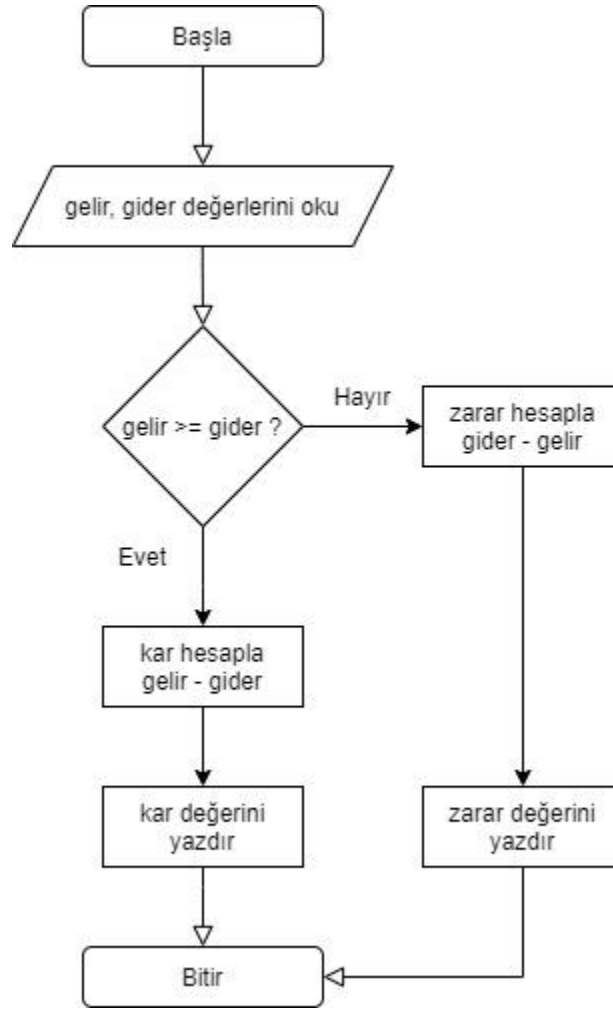 Başla
gelir, gider değerlerini oku
gelir >= gider ?
Hayır
zarar hesapla
gider - gelir
Evet
kar hesapla
gelir - gider
kar değerini
yazdır
zarar değerini
yazdır
Bitir